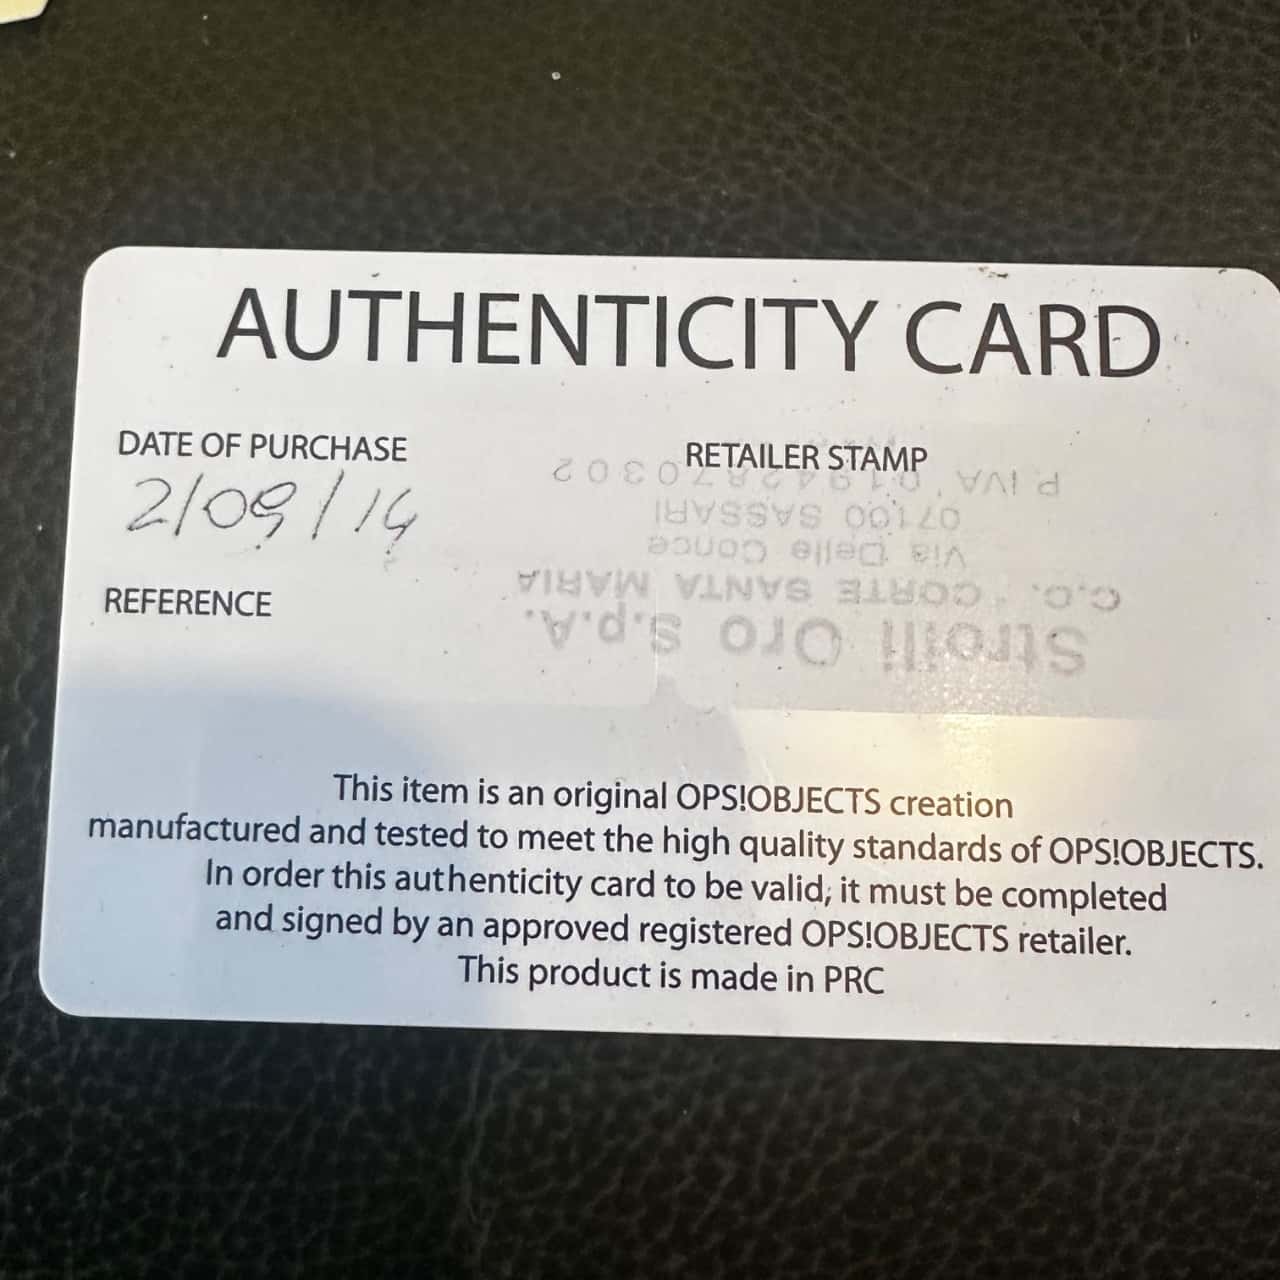 AUTHENTICITY CARD
DATE OF PURCHASE
2/09/14
RETAILER STAMP
REFERENCE
Stroili Oro S.p.A.
C.C. CORTE SANTA MARIA
Via Delle Conce
07100 SASSARI
P. IVA
This item is an original OPS!OBJECTS creation
manufactured and tested to meet the high quality standards of OPS!OBJECTS.
In order this authenticity card to be valid, it must be completed
and signed by an approved registered OPS!OBJECTS retailer.
This product is made in PRC